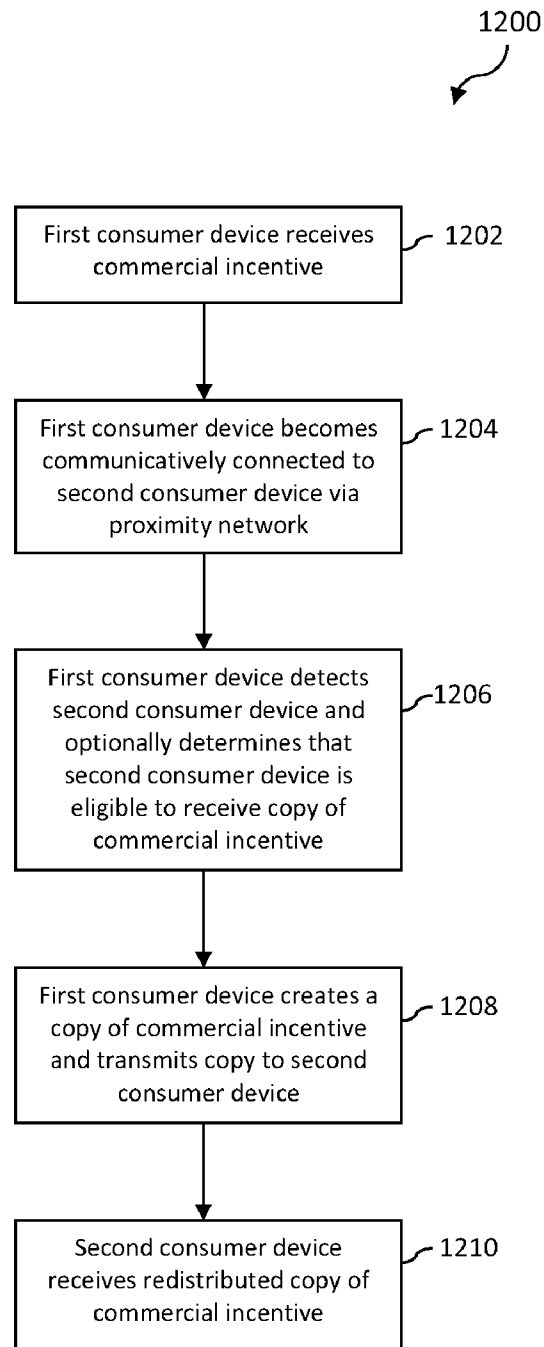 1200
First consumer device receives
commercial incentive
1202
First consumer device becomes
communicatively connected to
second consumer device via
proximity network
1204
First consumer device detects
second consumer device and
optionally determines that
second consumer device is
eligible to receive copy of
commercial incentive
1206
First consumer device creates a
copy of commercial incentive
and transmits copy to second
consumer device
1208
Second consumer device
receives redistributed copy of
commercial incentive
1210